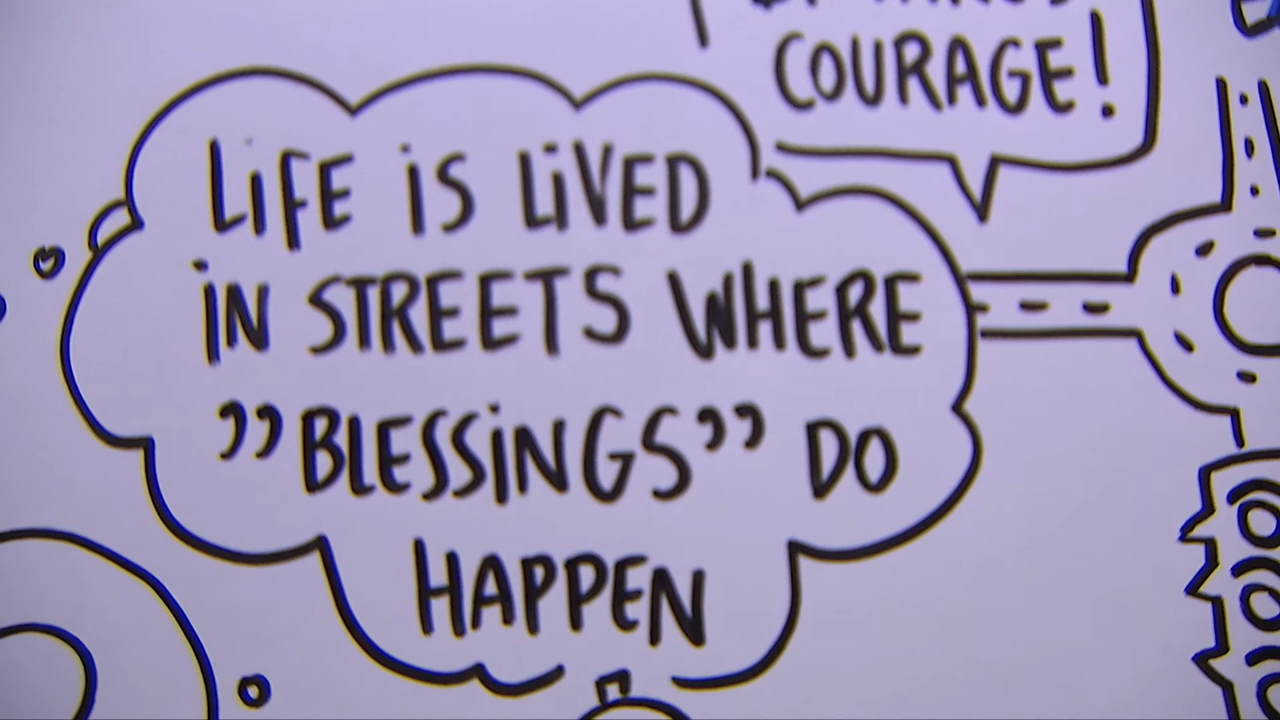 COURAGE!
LiFE iS LiVED
iN STREETS WHERE
”BLESSiNGS” DO
HAPPEN